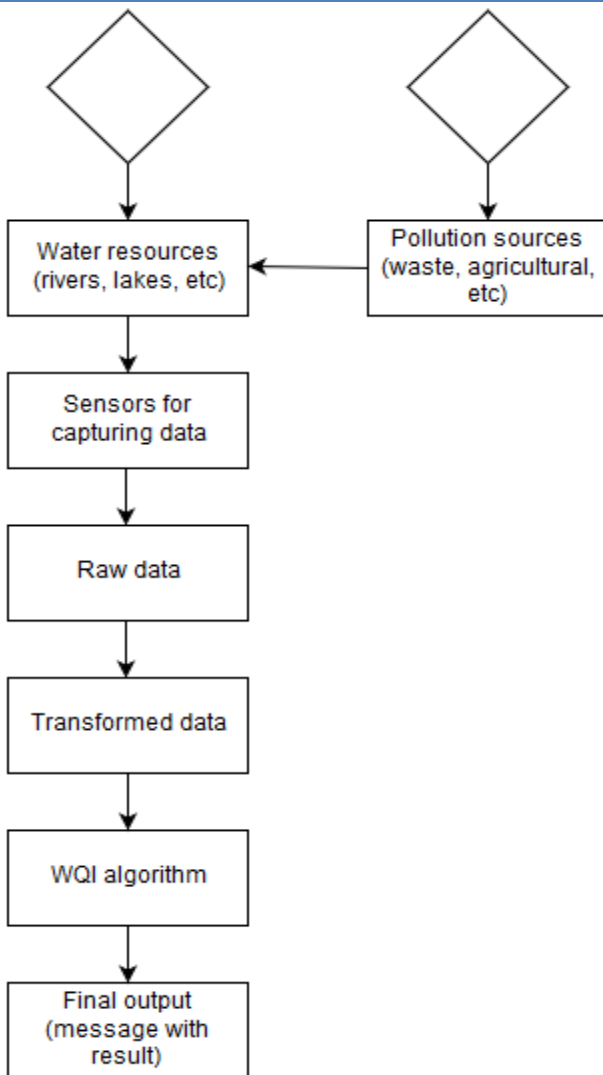 Water resources
(rivers, lakes, etc)
Pollution sources
(waste, agricultural,
etc)
Sensors for
capturing data
Raw data
Transformed data
WQI algorithm
Final output
(message with
result)